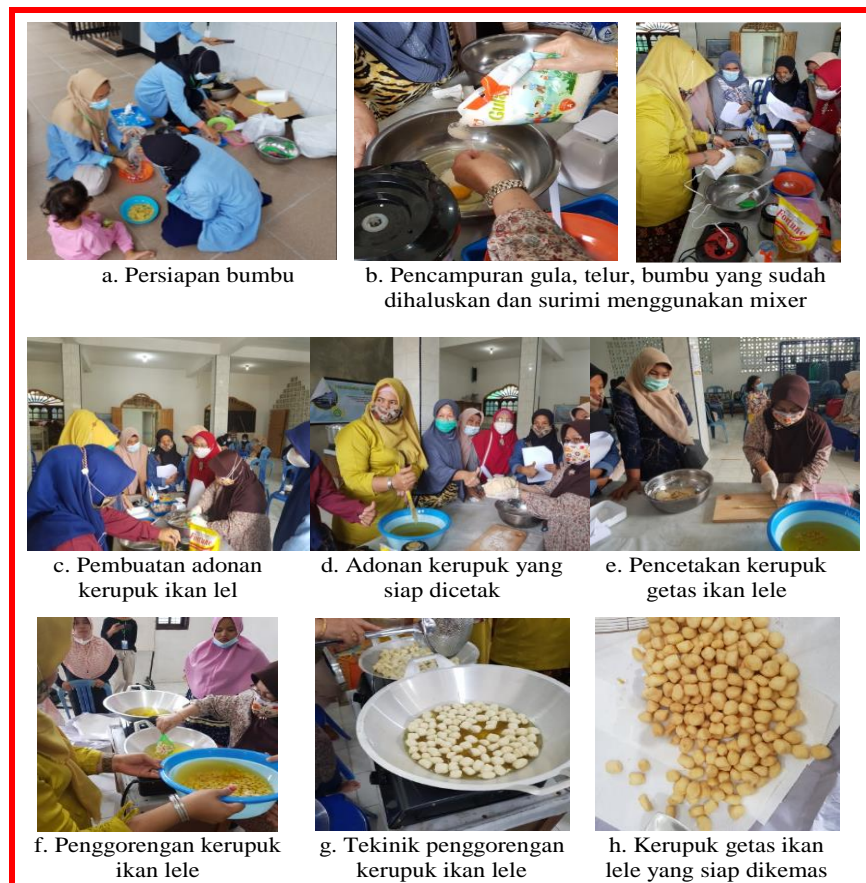 GUL
Fortune
a. Persiapan bumbu
b. Pencampuran gula, telur, bumbu yang sudah
dihaluskan dan surimi menggunakan mixer
c. Pembuatan adonan
kerupuk ikan lel
d. Adonan kerupuk yang
siap dicetak
e. Pencetakan kerupuk
getas ikan lele
f. Penggorengan kerupuk
ikan lele
g. Tekinik penggorengan
kerupuk ikan lele
h. Kerupuk getas ikan
lele yang siap dikemas